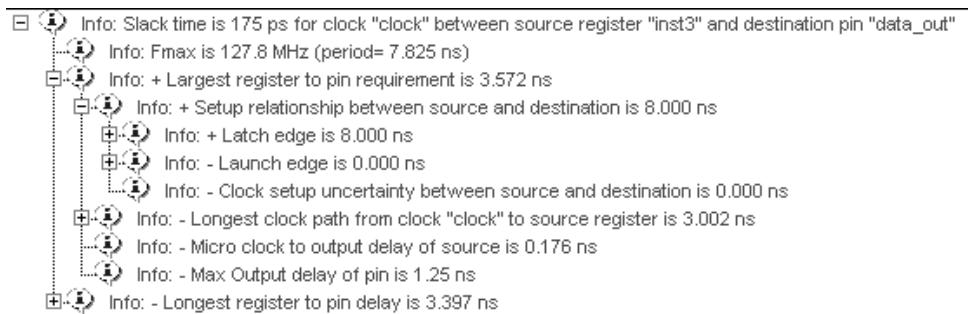 Info: Slack time is 175 ps for clock "clock" between source register "inst3" and destination pin "data_out"
Info: Fmax is 127.8 MHz (period= 7.825 ns)
Info: + Largest register to pin requirement is 3.572 ns
Info: + Setup relationship between source and destination is 8.000 ns
Info: + Latch edge is 8.000 ns
Info: - Launch edge is 0.000 ns
Info: - Clock setup uncertainty between source and destination is 0.000 ns
Info: - Longest clock path from clock "clock" to source register is 3.002 ns
Info: - Micro clock to output delay of source is 0.176 ns
Info: - Max Output delay of pin is 1.25 ns
Info: - Longest register to pin delay is 3.397 ns